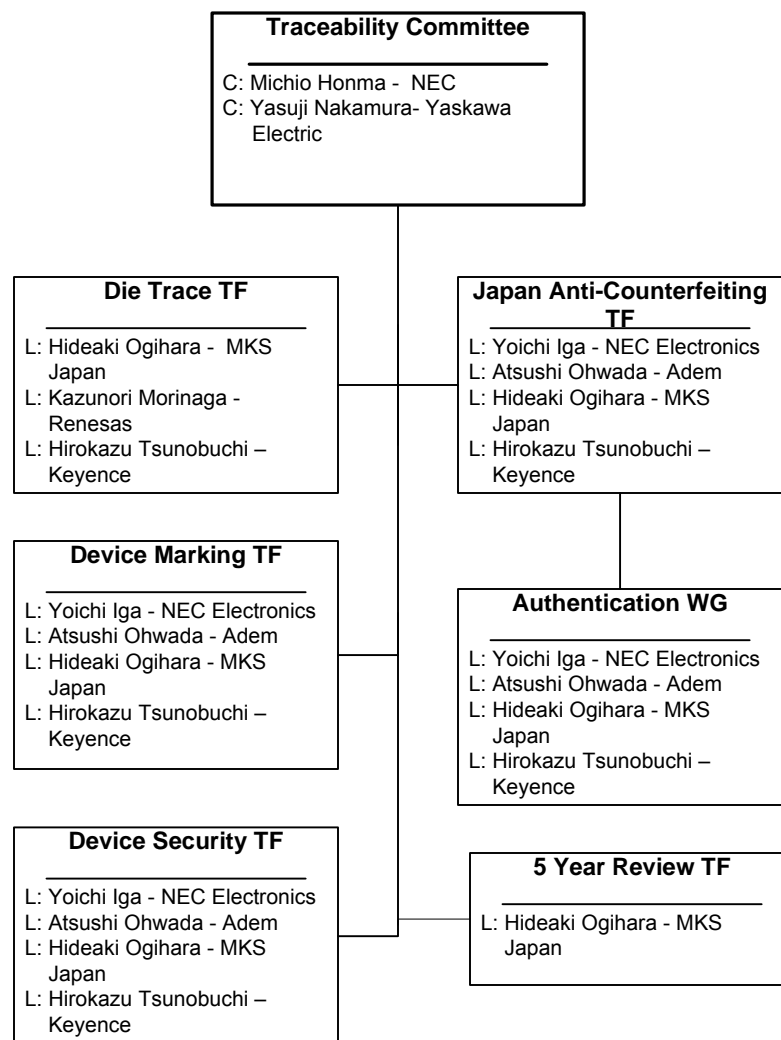 Traceability Committee
C: Michio Honma - NEC
C: Yasuji Nakamura- Yaskawa
Electric
Die Trace TF
L: Hideaki Ogihara - MKS
Japan
L: Kazunori Morinaga -
Renesas
L: Hirokazu Tsunobuchi –
Keyence
Japan Anti-Counterfeiting
TF
L: Yoichi Iga - NEC Electronics
L: Atsushi Ohwada - Adem
L: Hideaki Ogihara - MKS
Japan
L: Hirokazu Tsunobuchi –
Keyence
Device Marking TF
L: Yoichi Iga - NEC Electronics
L: Atsushi Ohwada - Adem
L: Hideaki Ogihara - MKS
Japan
L: Hirokazu Tsunobuchi –
Keyence
Authentication WG
L: Yoichi Iga - NEC Electronics
L: Atsushi Ohwada - Adem
L: Hideaki Ogihara - MKS
Japan
L: Hirokazu Tsunobuchi –
Keyence
Device Security TF
L: Yoichi Iga - NEC Electronics
L: Atsushi Ohwada - Adem
L: Hideaki Ogihara - MKS
Japan
L: Hirokazu Tsunobuchi –
Keyence
5 Year Review TF
L: Hideaki Ogihara - MKS
Japan